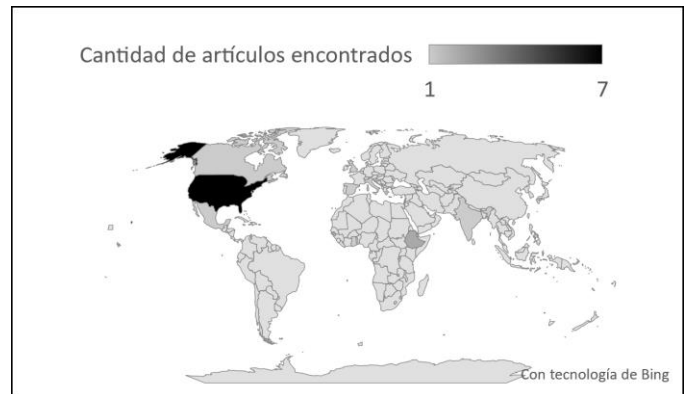 Cantidad de artículos encontrados
1 7
Con tecnología de Bing